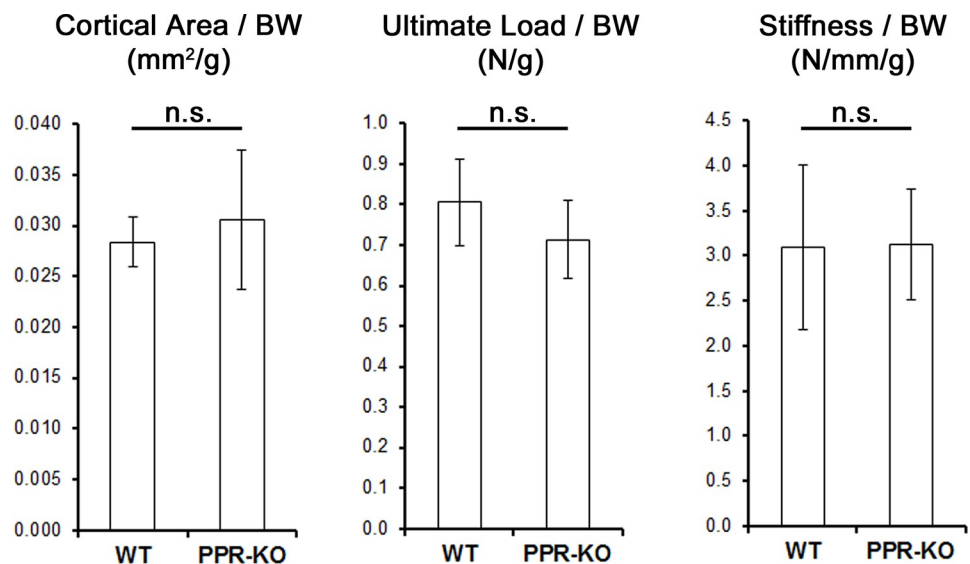 Cortical Area / BW
(mm²/g)
n.s.
0.040
0.035
0.030
0.025
0.020
0.015
0.010
0.005
0.000
WT PPR-KO
Ultimate Load / BW
(N/g)
n.s.
1.0
0.9
0.8
0.7
0.6
0.5
0.4
0.3
0.2
0.1
0.0
WT PPR-KO
Stiffness / BW
(N/mm/g)
n.s.
4.5
4.0
3.5
3.0
2.5
2.0
1.5
1.0
0.5
0.0
WT PPR-KO